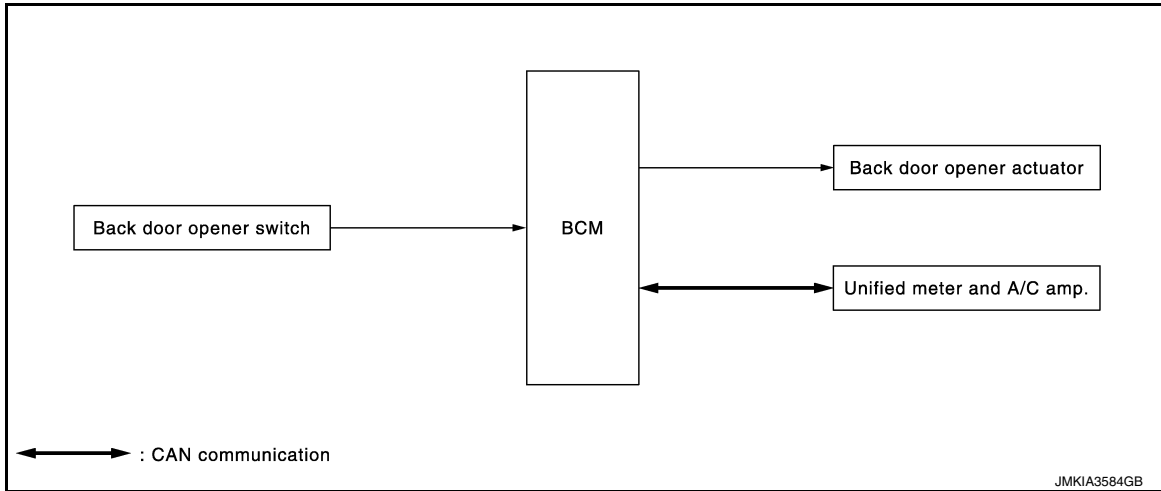 Back door opener switch
BCM
Back door opener actuator
Unified meter and A/C amp.
: CAN communication
JMKIA3584GB